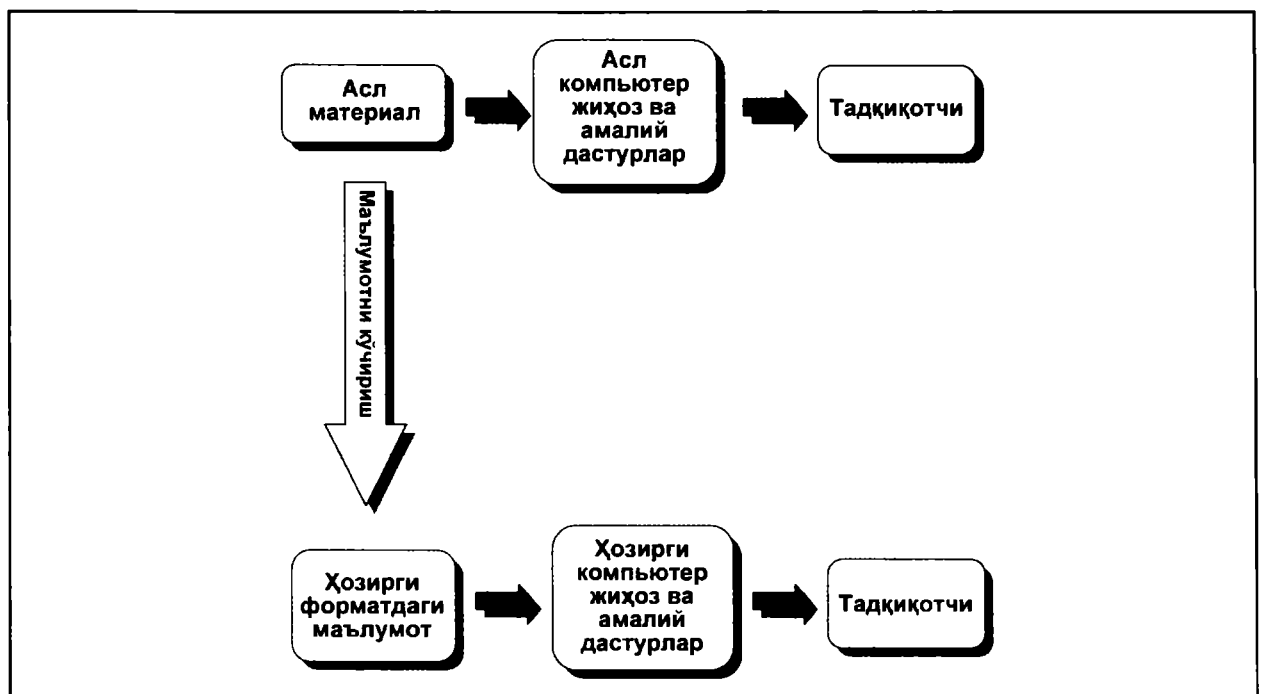 Асл
материал
Асл
компьютер
жиҳоз ва
амалий
дастурлар
Тадқиқотчи
Маълумотни кўчириш
Ҳозирги
форматдаги
маълумот
Ҳозирги
компьютер
жиҳоз ва
амалий
дастурлар
Тадқиқотчи